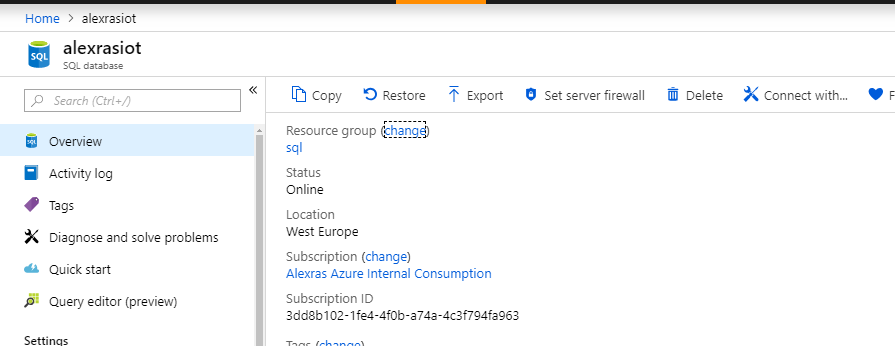 Home > alexrasiot
alexrasiot
SQL database
Search (Ctrl+/)
«
Overview
Activity log
Tags
Diagnose and solve problems
Quick start
Query editor (preview)
Settings
Copy Restore Export Set server firewall Delete Connect with... F
Resource group (change)
sql
Status
Online
Location
West Europe
Subscription (change)
Alexras Azure Internal Consumption
Subscription ID
3dd8b102-1fe4-4f0b-a74a-4c3f794fa963
Tags (change)